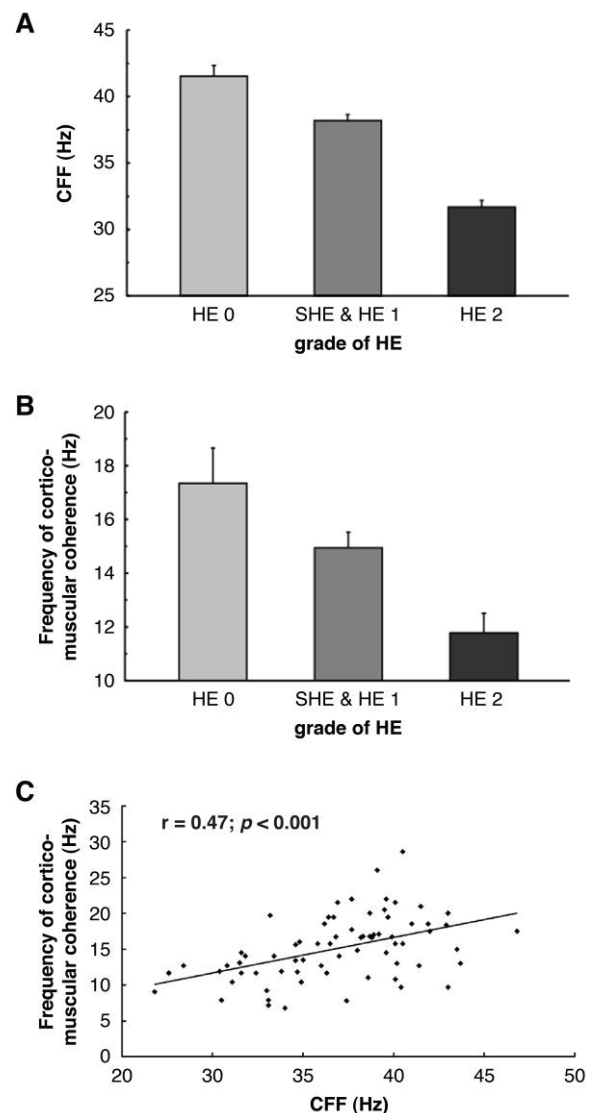 A
45
40
35
30
25
CFF (Hz)
HE 0 SHE & HE 1 HE 2
grade of HE
B
20
18
16
14
12
10
Frequency of cortico-
muscular coherence (Hz)
HE 0 SHE & HE 1 HE 2
grade of HE
C
35
30
25
20
15
10
5
0
Frequency of cortico-
muscular coherence (Hz)
r = 0.47; p < 0.001
20 30 35 40 45 50
CFF (Hz)